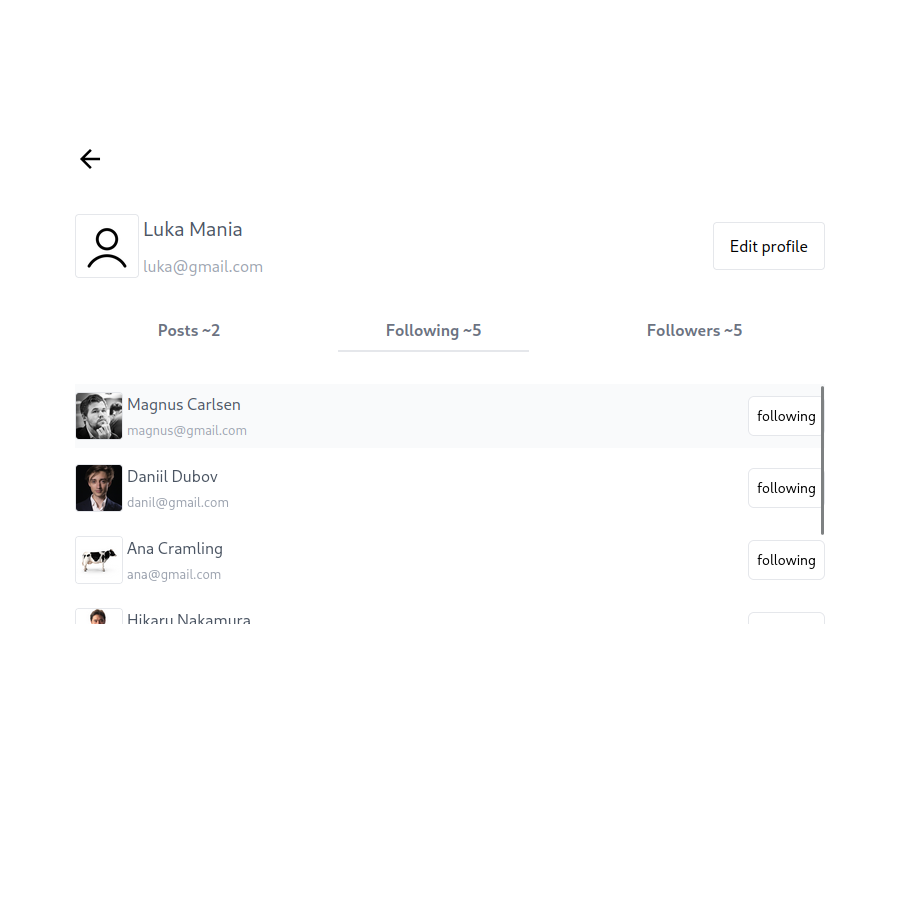 Luka Mania
luka@gmail.com
Edit profile
Posts ~2
Following ~5
Followers ~5
Magnus Carlsen
magnus@gmail.com
following
Daniil Dubov
danil@gmail.com
following
Ana Cramling
ana@gmail.com
following
Hikaru Nakamura